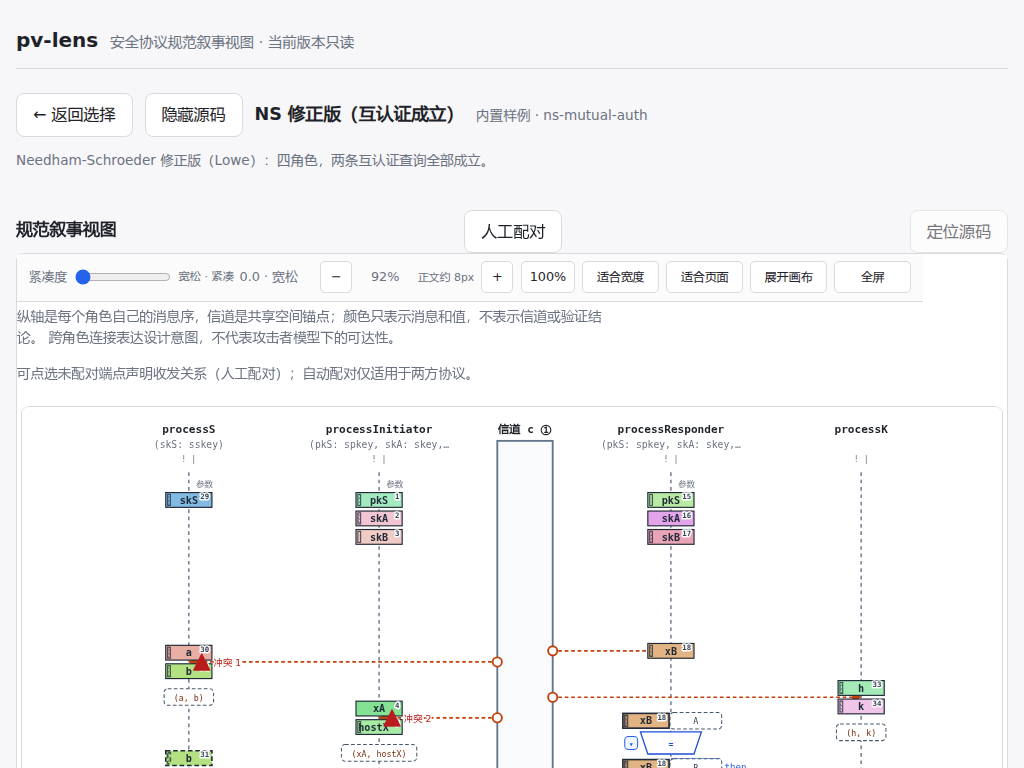 pv-lens 安全协议规范叙事视图 · 当前版本只读
← 返回选择 隐藏源码 NS 修正版（互认证成立） 内置样例 · ns-mutual-auth
Needham-Schroeder 修正版（Lowe）：四角色，两条互认证查询全部成立。
规范叙事视图 人工配对 定位源码
紧凑度 宽松 · 紧凑 0.0 · 宽松 − 92% 正文约 8px + 100% 适合宽度 适合页面 展开画布 全屏
纵轴是每个角色自己的消息序，信道是共享空间锚点；颜色只表示消息和值，不表示信道或验证结
论。 跨角色连接表达设计意图，不代表攻击者模型下的可达性。
可点选未配对端点声明收发关系（人工配对）；自动配对仅适用于两方协议。
processS processInitiator 信道 c ① processResponder processK
(skS: sskey) (pkS: spkey, skA: skey,… (pkS: spkey, skA: skey,…
! | ! | ! | ! |
参数 参数 参数
skS 29 pkS 1 pkS 15
skA 2 skA 16
skB 3 skB 17
a 30 xB 18
冲突 1
b
h 33
(a, b) k 34
xA 4
冲突 2 xB 18 A
hostX (h, k)
(xA, hostX) =
b 31 xB 18 B then